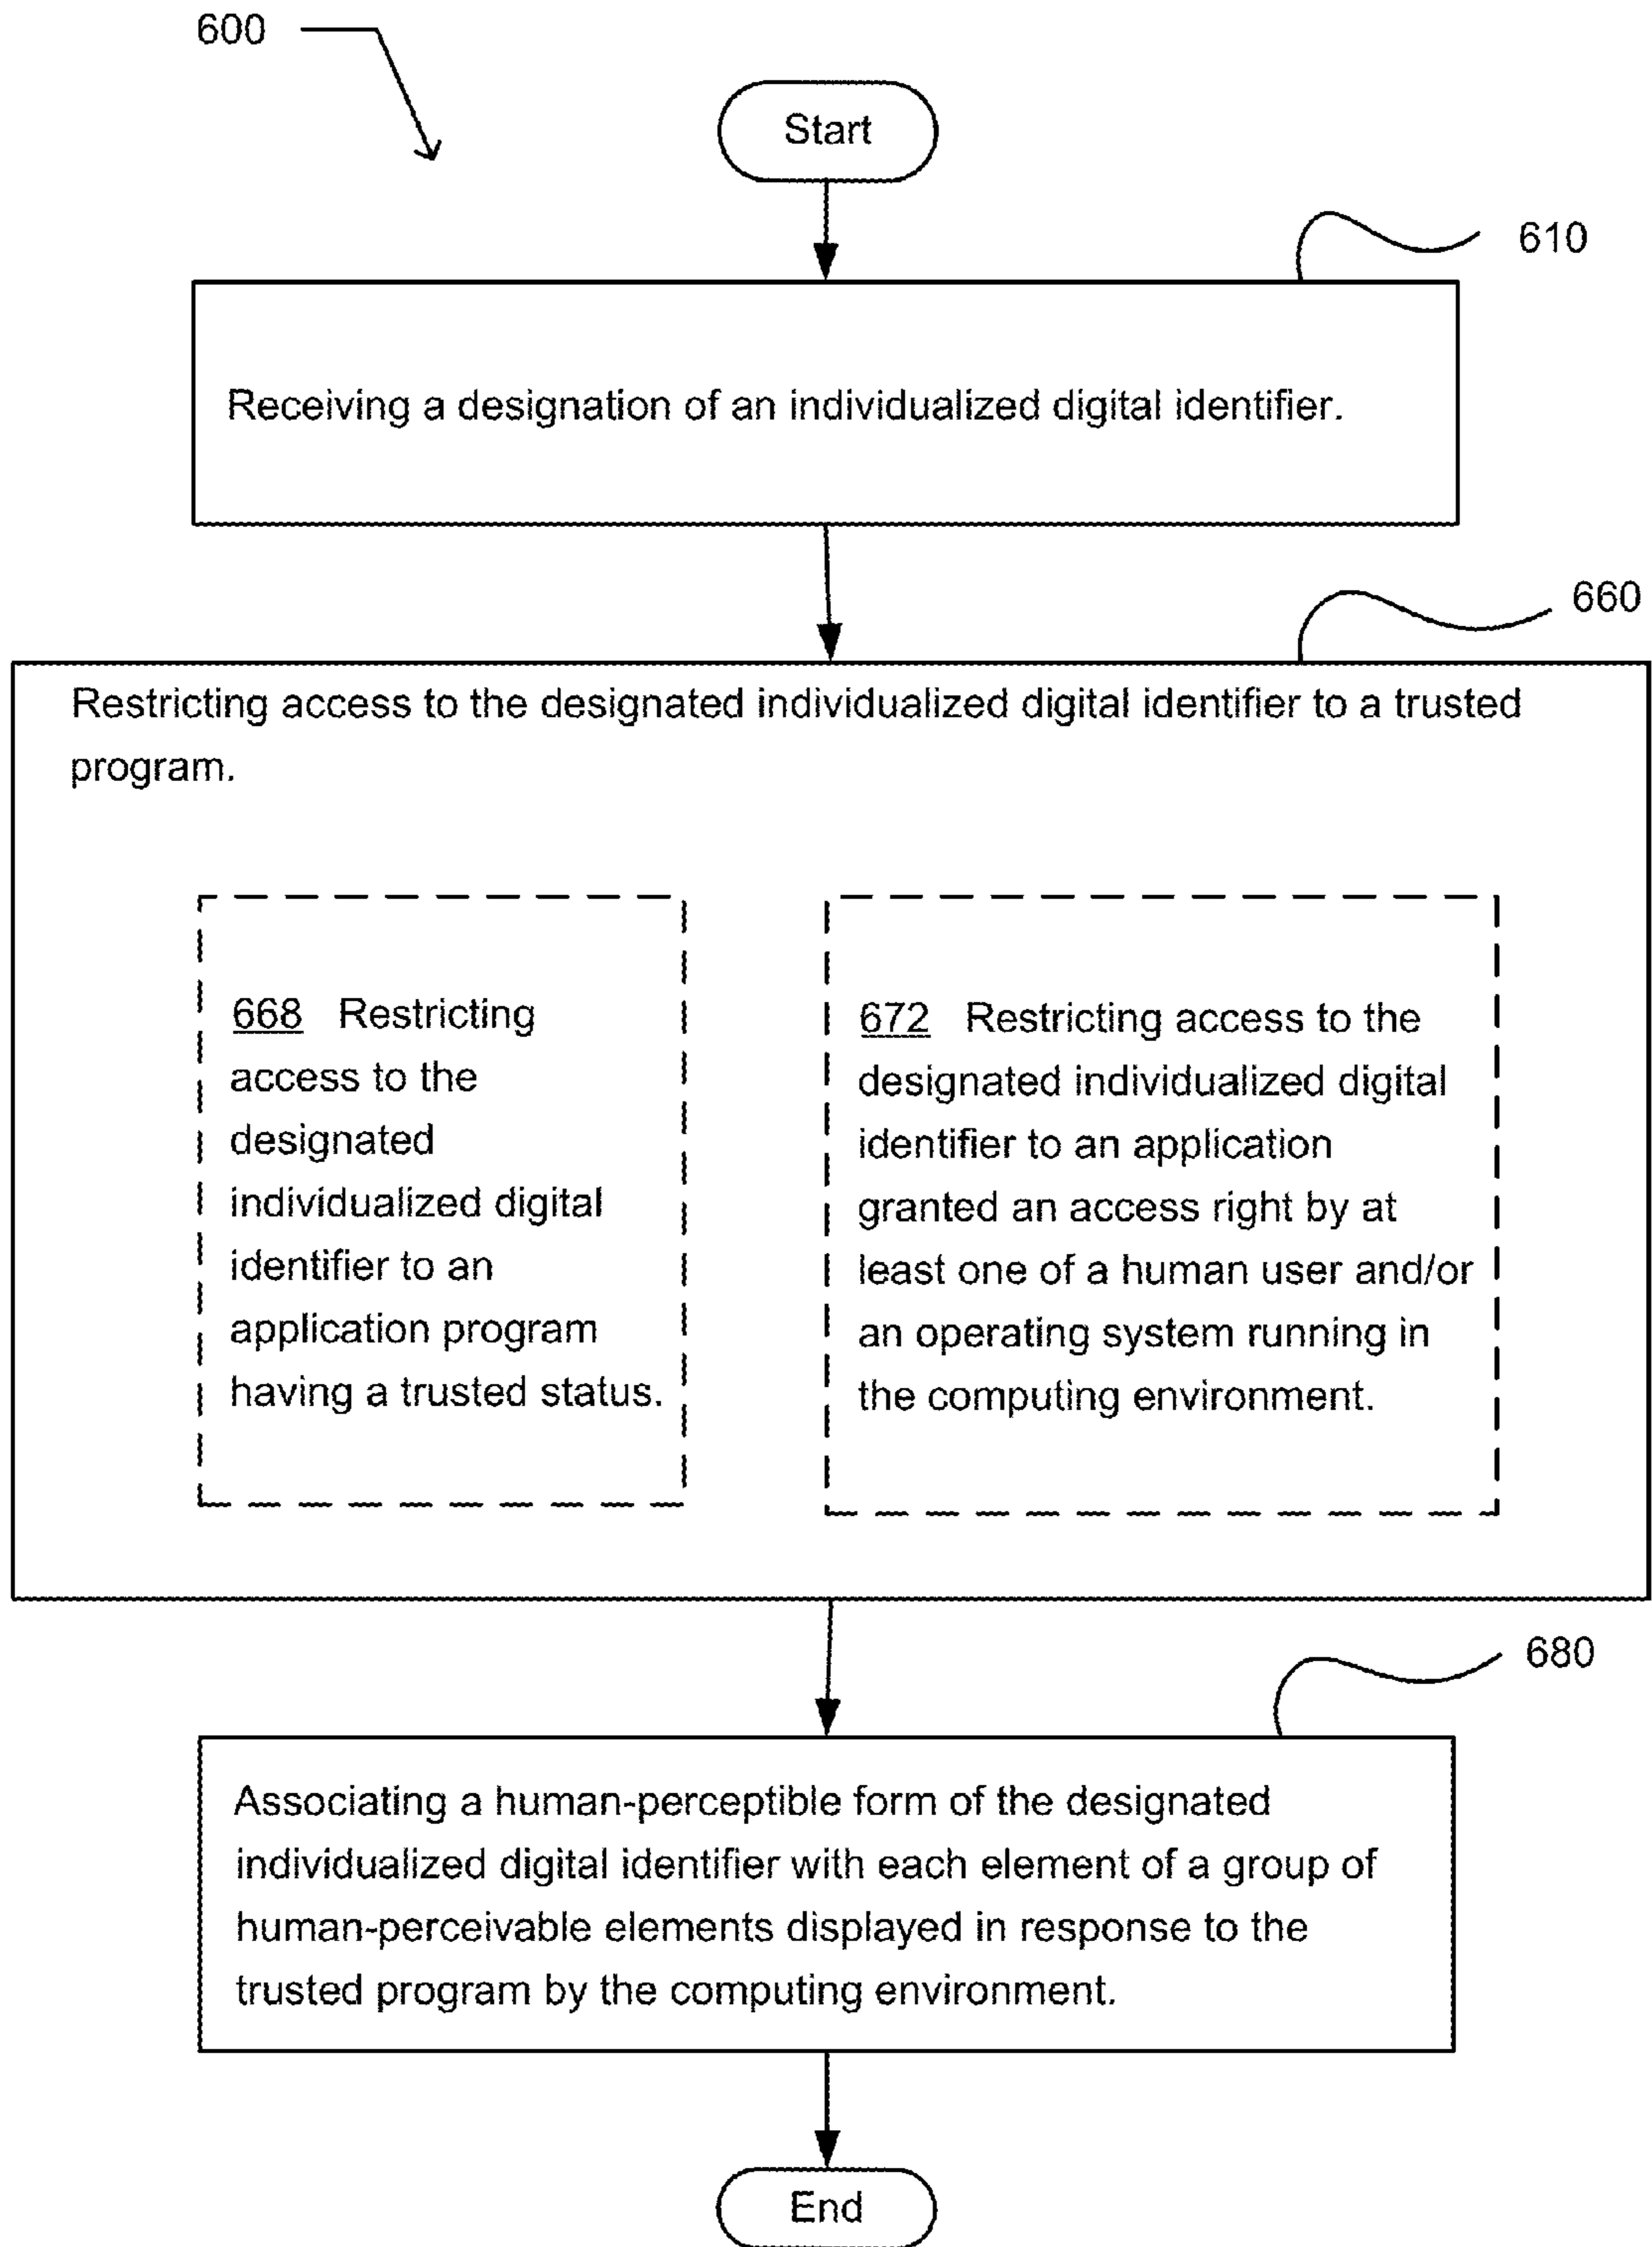 600
Start
610
Receiving a designation of an individualized digital identifier.
660
Restricting access to the designated individualized digital identifier to a trusted
program.
668 Restricting
access to the
designated
individualized digital
identifier to an
application program
having a trusted status.
672 Restricting access to the
designated individualized digital
identifier to an application
granted an access right by at
least one of a human user and/or
an operating system running in
the computing environment.
680
Associating a human-perceptible form of the designated
individualized digital identifier with each element of a group of
human-perceivable elements displayed in response to the
trusted program by the computing environment.
End